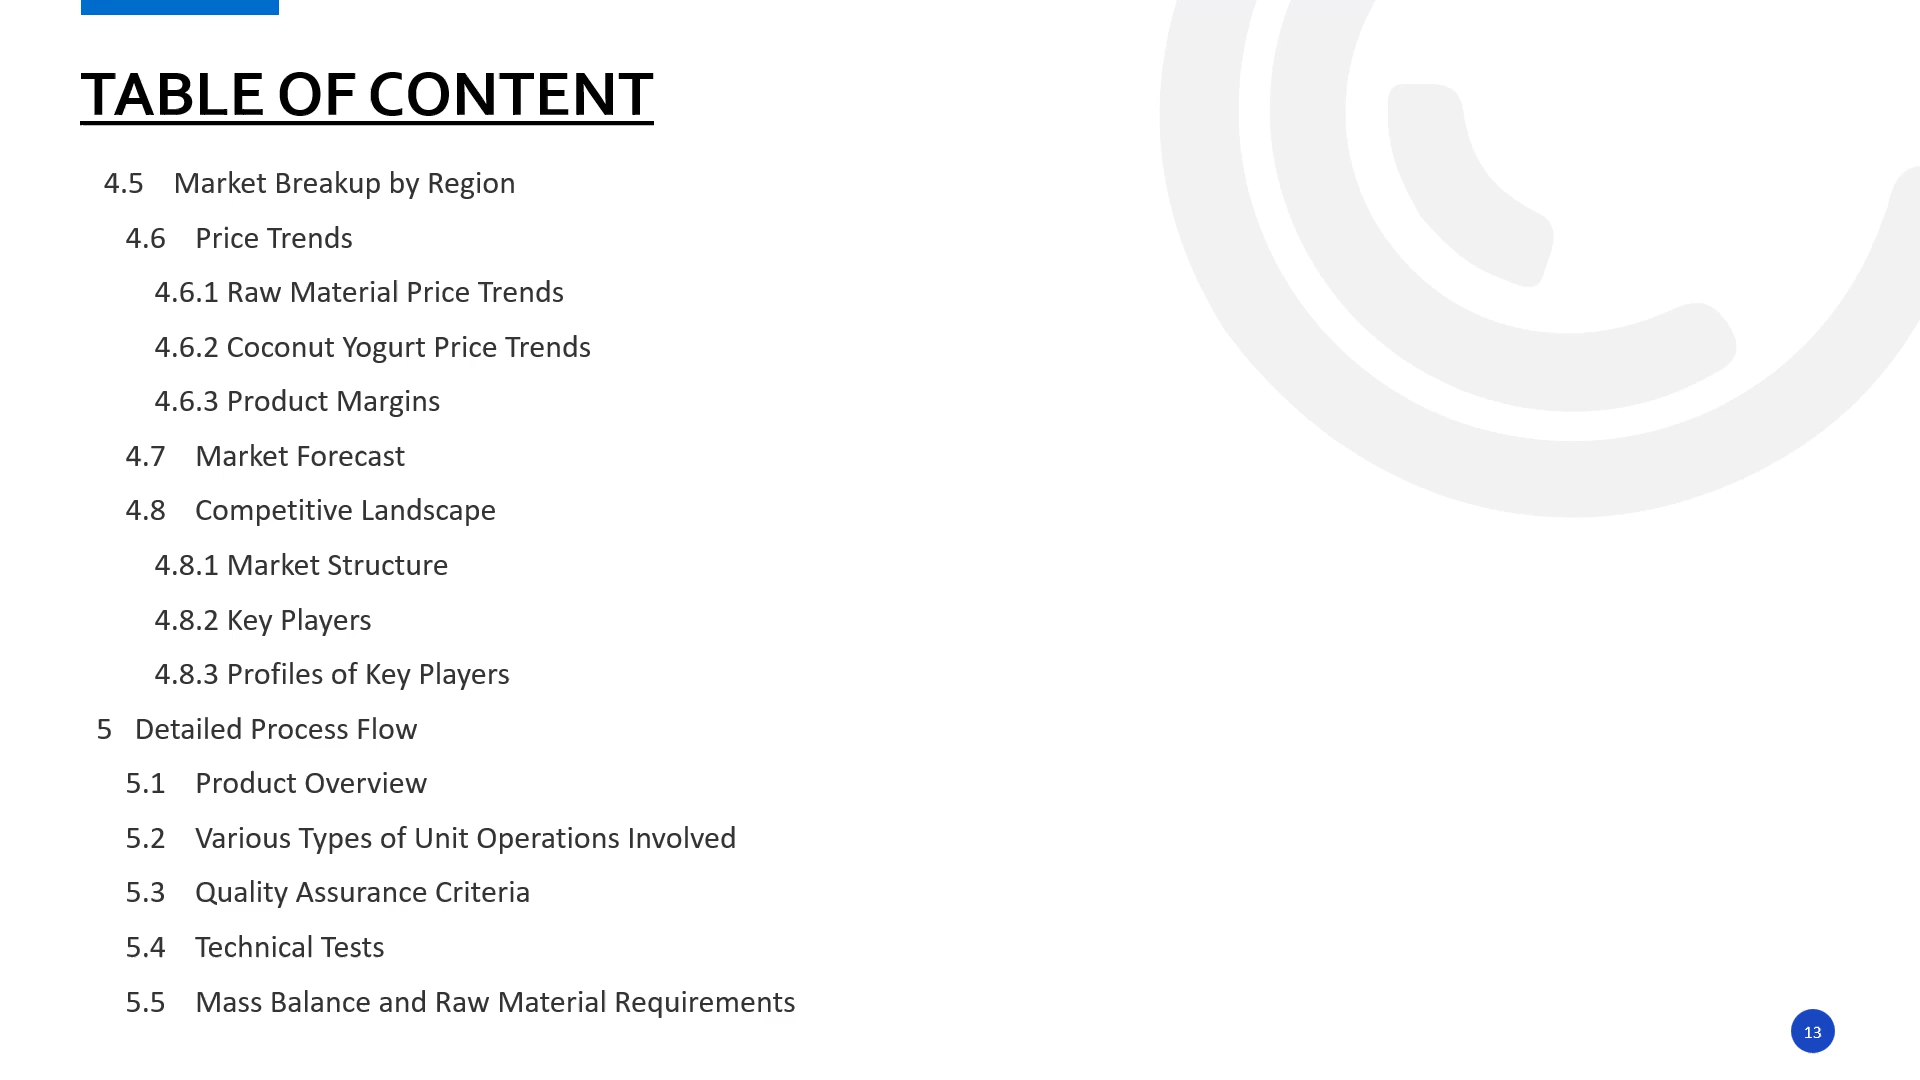 TABLE OF CONTENT
4.5 Market Breakup by Region
4.6 Price Trends
4.6.1 Raw Material Price Trends
4.6.2 Coconut Yogurt Price Trends
4.6.3 Product Margins
4.7 Market Forecast
4.8 Competitive Landscape
4.8.1 Market Structure
4.8.2 Key Players
4.8.3 Profiles of Key Players
5 Detailed Process Flow
5.1 Product Overview
5.2 Various Types of Unit Operations Involved
5.3 Quality Assurance Criteria
5.4 Technical Tests
5.5 Mass Balance and Raw Material Requirements
13